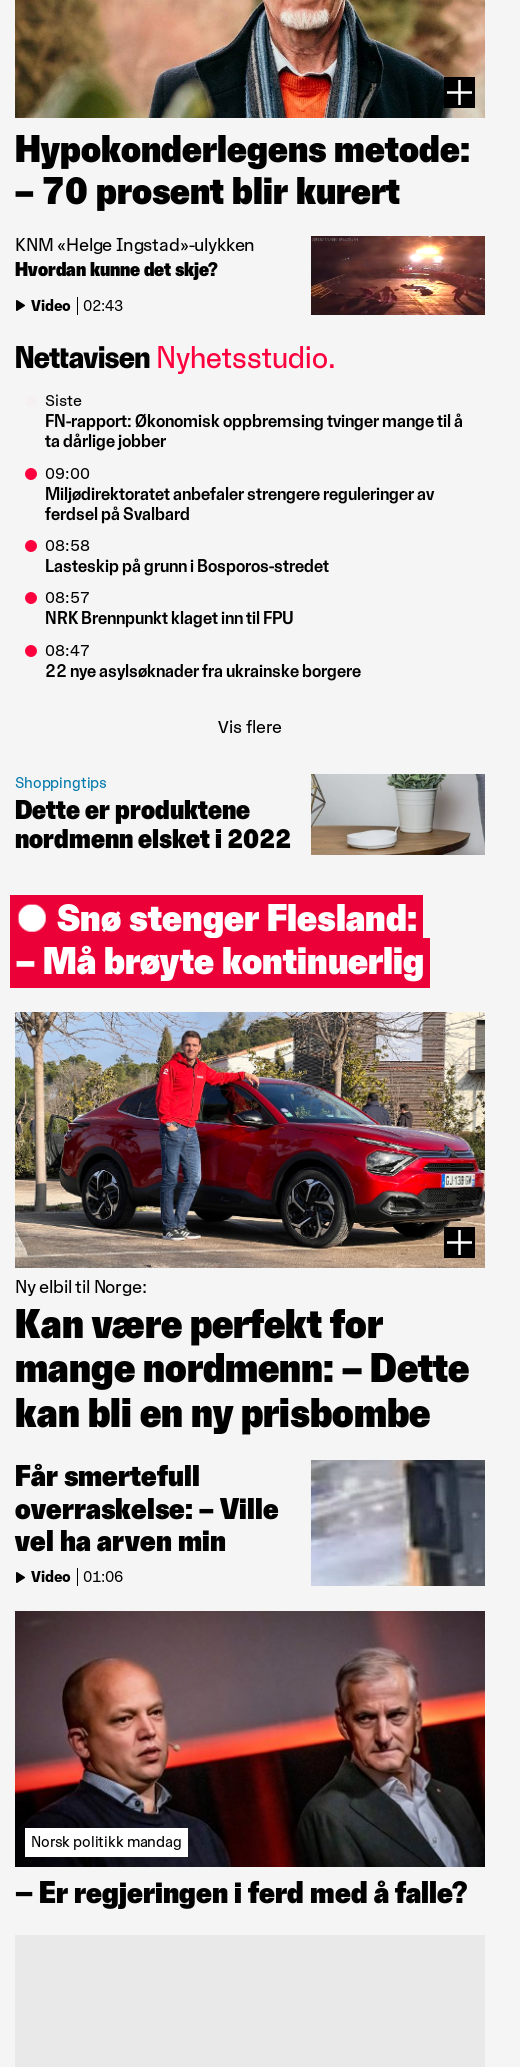 Hypokonderlegens metode:
– 70 prosent blir kurert
KNM «Helge Ingstad»-ulykken
Hvordan kunne det skje?
Video | 02:43
Nettavisen Nyhetsstudio.
Siste
FN-rapport: Økonomisk oppbremsing tvinger mange til å
ta dårlige jobber
09:00
Miljødirektoratet anbefaler strengere reguleringer av
ferdsel på Svalbard
08:58
Lasteskip på grunn i Bosporos-stredet
08:57
NRK Brennpunkt klaget inn til FPU
08:47
22 nye asylsøknader fra ukrainske borgere
Vis flere
Shoppingtips
Dette er produktene
nordmenn elsket i 2022
Snø stenger Flesland:
– Må brøyte kontinuerlig
Ny elbil til Norge:
Kan være perfekt for
mange nordmenn: – Dette
kan bli en ny prisbombe
Får smertefull
overraskelse: – Ville
vel ha arven min
Video | 01:06
Norsk politikk mandag
– Er regjeringen i ferd med å falle?